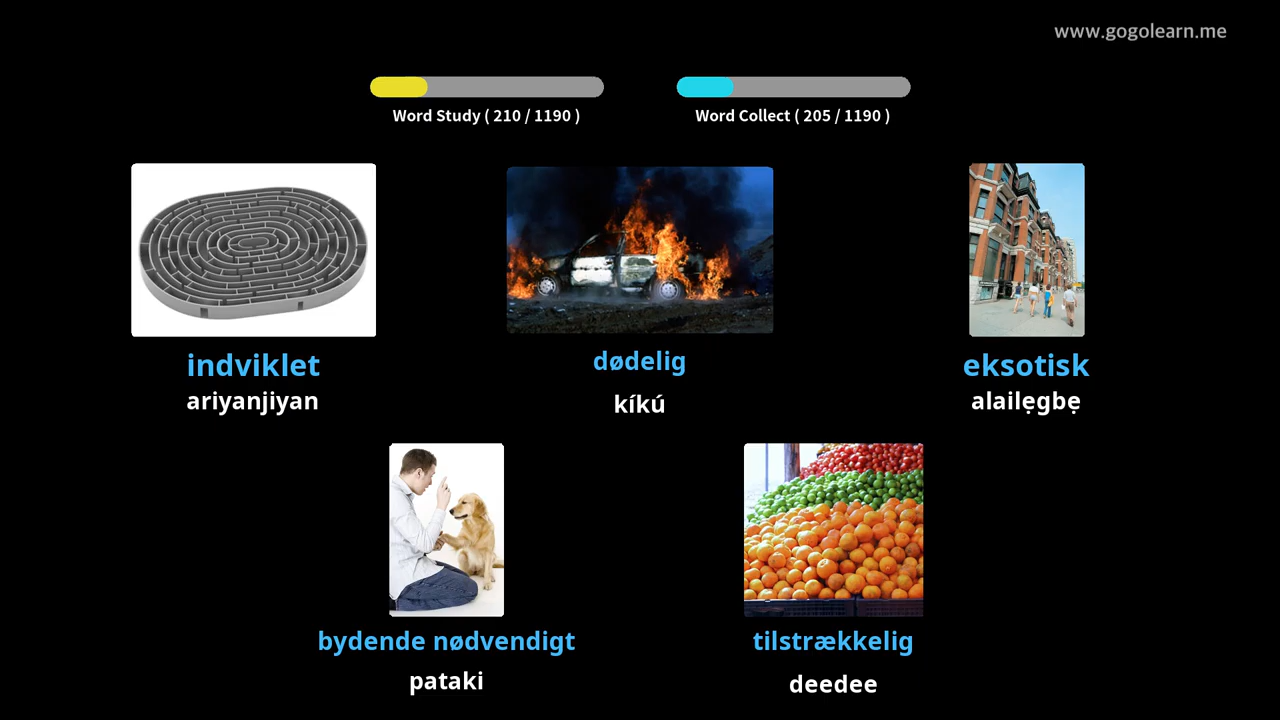 www.gogolearn.me
Word Study ( 210 / 1190 )
Word Collect ( 205 / 1190 )
indviklet
ariyanjiyan
dødelig
kíkú
eksotisk
alailẹgbẹ
bydende nødvendigt
pataki
tilstrækkelig
deedee